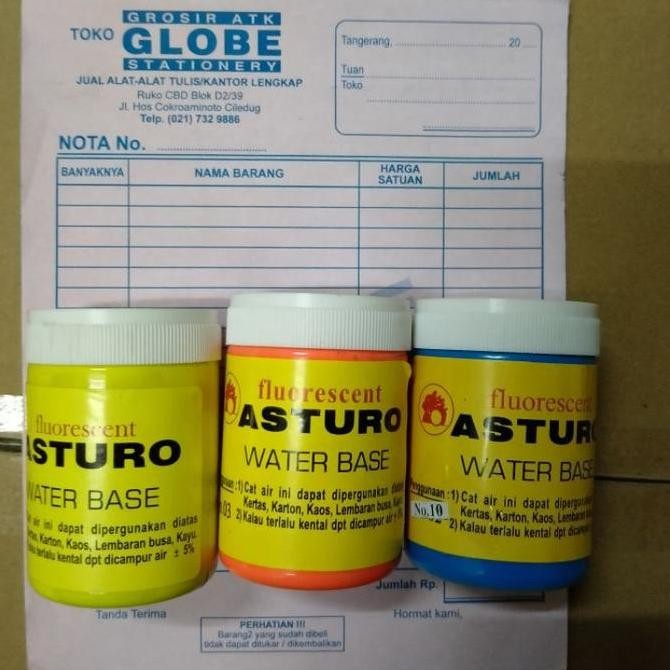 GROSIR ATK
TOKO GLOBE
STATIONERY
JUAL ALAT-ALAT TULIS/KANTOR LENGKAP
Ruko CBD Blok D2/39
Jl. Hos Cokroaminoto Ciledug
Telp. (021) 732 9886
Tangerang, 20
Tuan
Toko
NOTA No.
BANYAKNYA NAMA BARANG HARGA SATUAN JUMLAH
fluorescent
ASTURO
WATER BASE
air ini dapat dipergunakan diatas
Karton, Kaos, Lembaran busa, Kayu.
terlalu kental dpt dicampur air ± 5%
fluorescent
ASTURO
WATER BASE
:1) Cat air ini dapat dipergunakan diatas
Kertas, Karton, Kaos, Lembaran busa,
2) Kalau terlalu kental dpt dicampur air
03
fluorescent
ASTUR
WATER BASE
Penggunaan :1) Cat air ini dapat dipergunakan
Kertas, Karton, Kaos, Lembaran
No.10
2) Kalau terlalu kental dpt dicampur
Jumlah Rp.
Tanda Terima
Hormat kami,
PERHATIAN !!!
Barang2 yang sudah dibeli
tidak dapat ditukar / dikembalikan